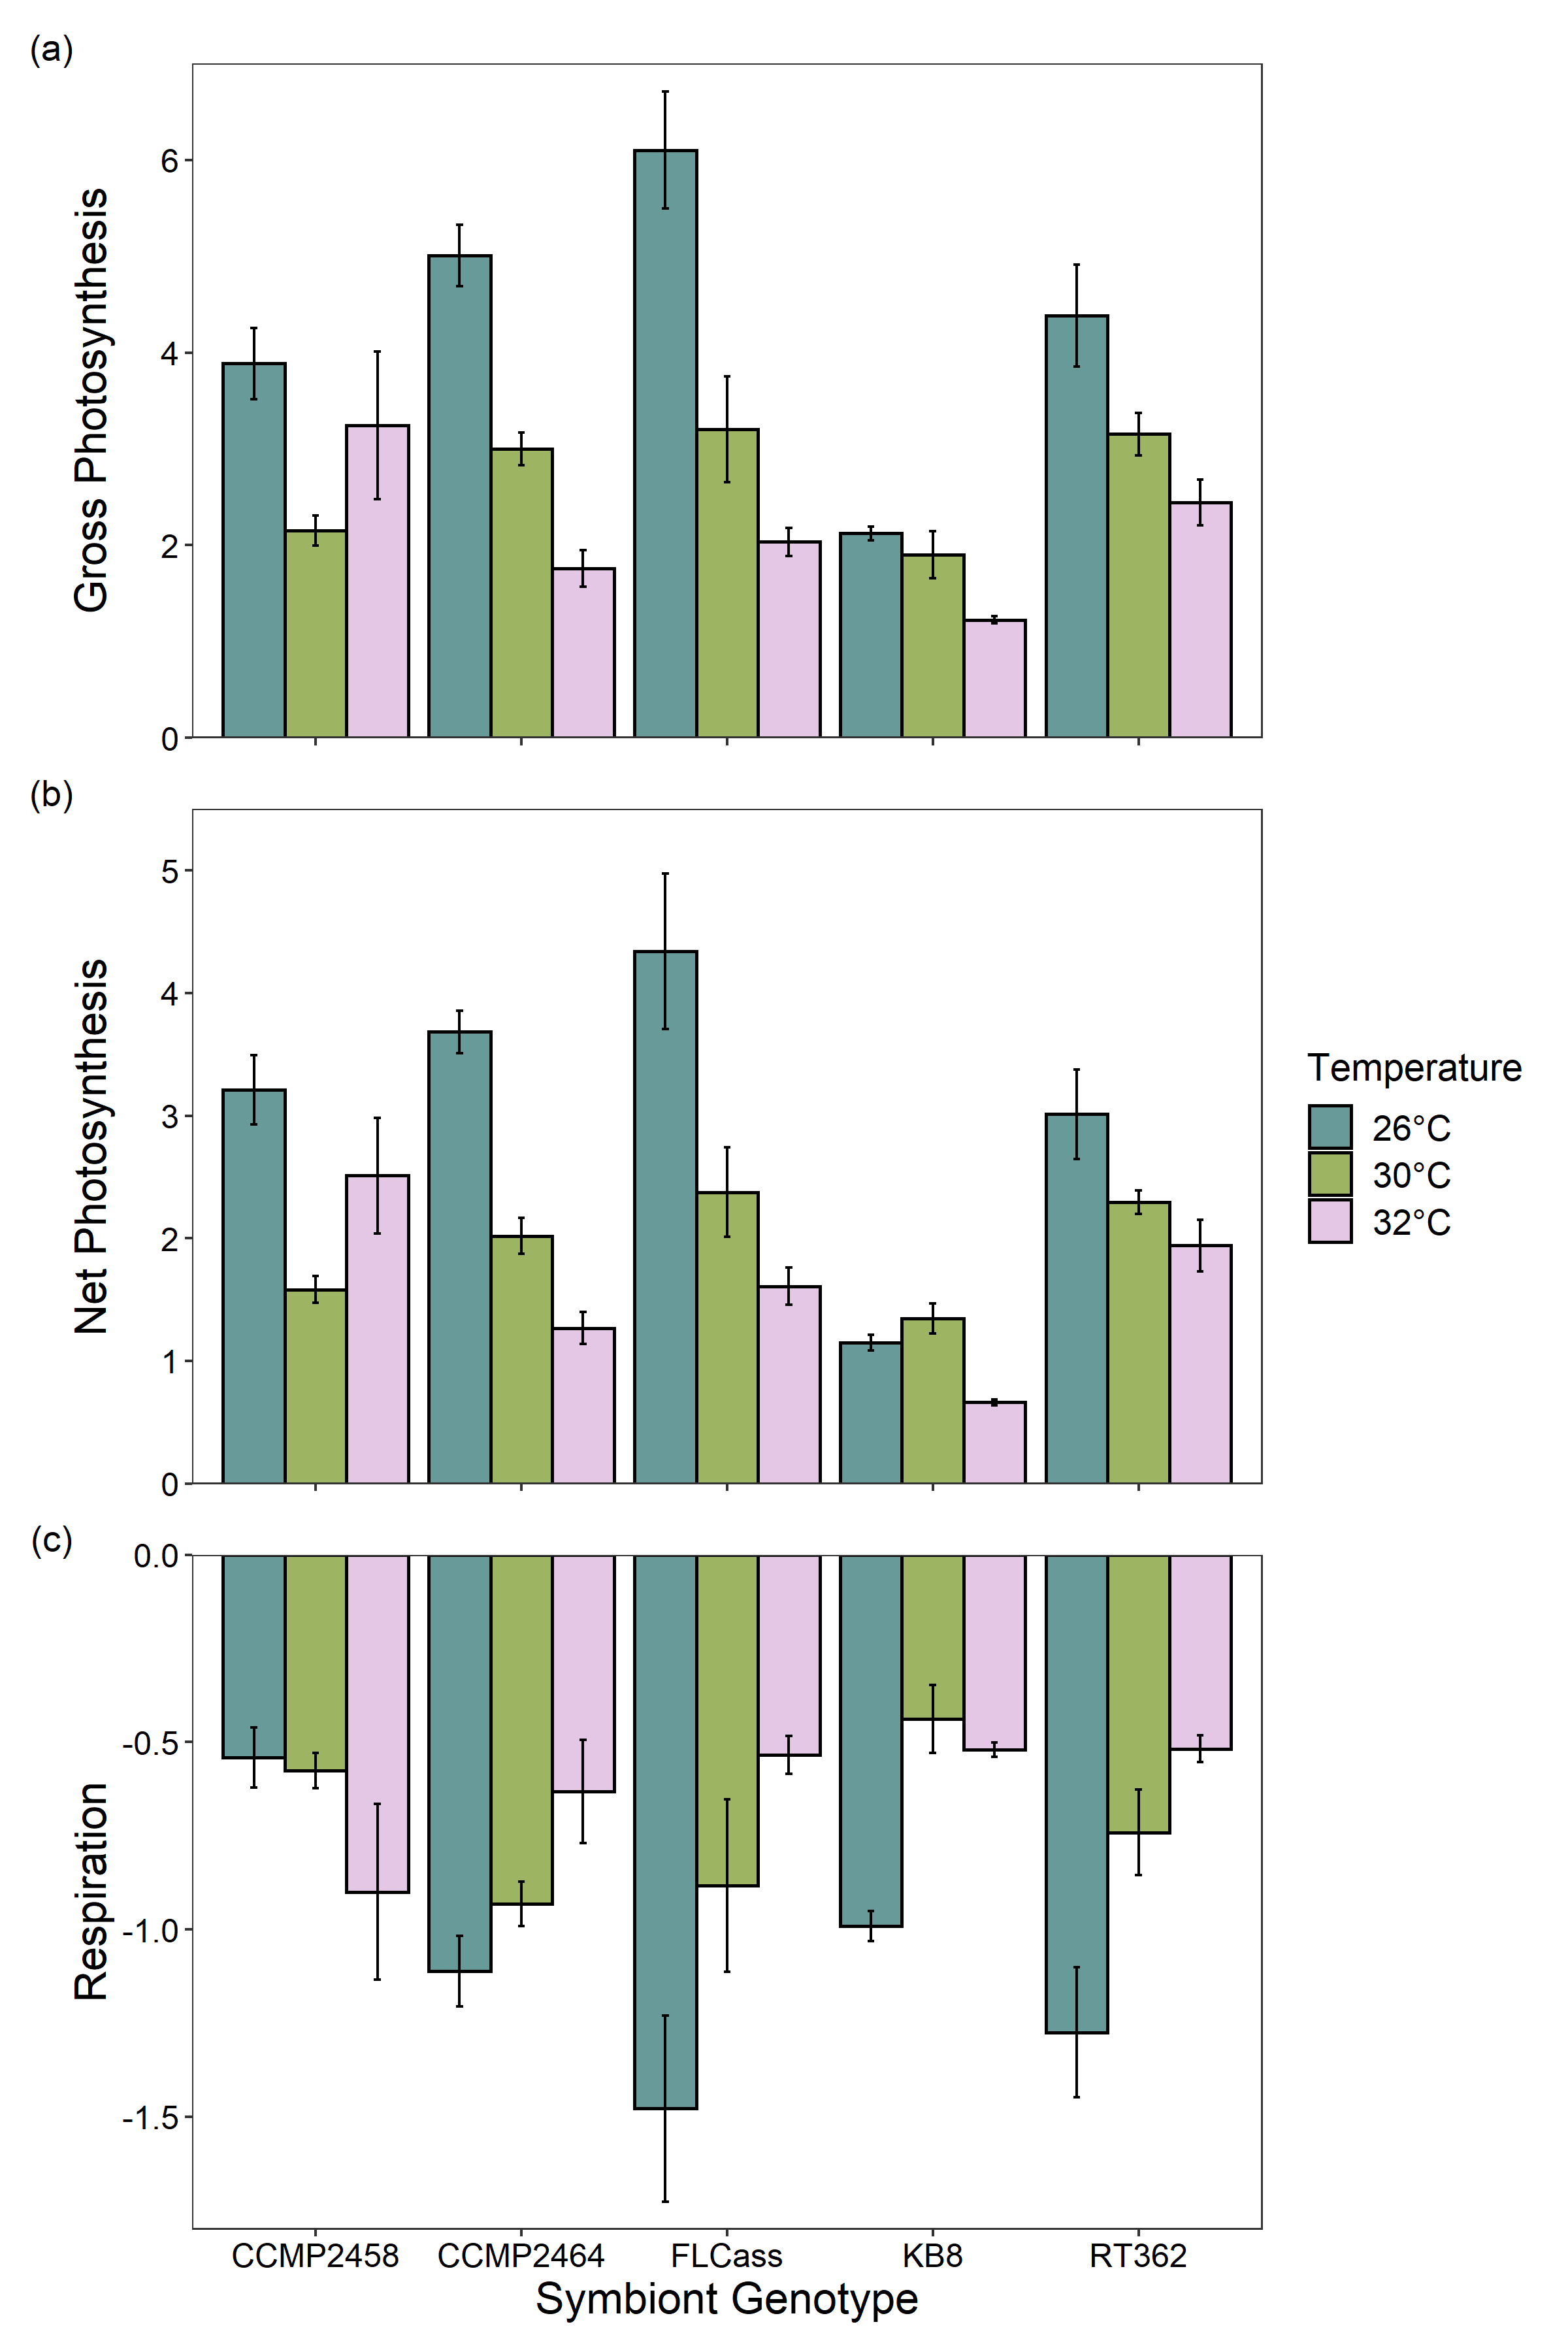 (a)
Gross Photosynthesis
6
4
2
0
(b)
Net Photosynthesis
5
4
3
2
1
0
Temperature
26°C
30°C
32°C
(c)
Respiration
0.0
-0.5
-1.0
-1.5
CCMP2458 CCMP2464 FLCass KB8 RT362
Symbiont Genotype